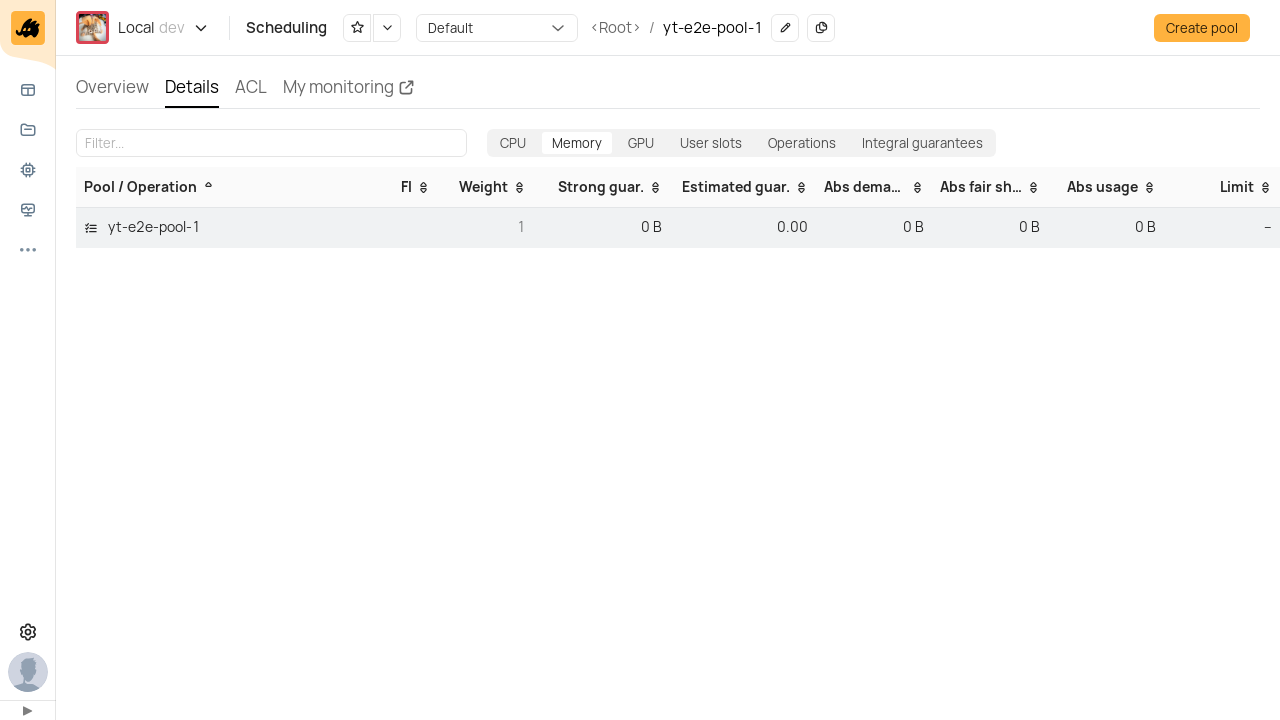 Local dev
Scheduling
Default
<Root> / yt-e2e-pool-1
Create pool
Overview Details ACL My monitoring
Filter...
CPU Memory GPU User slots Operations Integral guarantees
Pool / Operation FI Weight Strong guar. Estimated guar. Abs dema... Abs fair sh... Abs usage Limit
yt-e2e-pool-1 1 0 B 0.00 0 B 0 B 0 B –